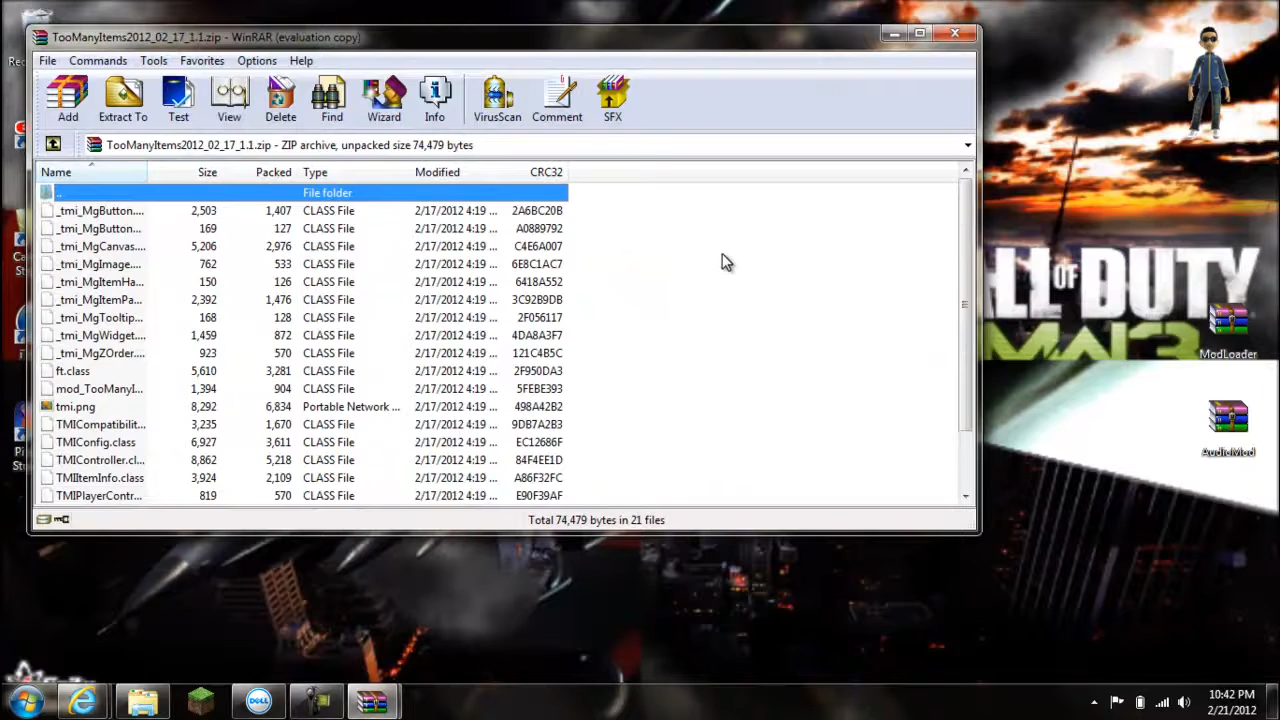 TooManyItems2012_02_17_1.1.zip - WinRAR (evaluation copy)
File Commands Tools Favorites Options Help
Add Extract To Test View Delete Find Wizard Info VirusScan Comment SFX
TooManyItems2012_02_17_1.1.zip - ZIP archive, unpacked size 74,479 bytes
Name Size Packed Type Modified CRC32
.. File folder
_tmi_MgButton.... 2,503 1,407 CLASS File 2/17/2012 4:19 ... 2A6BC20B
_tmi_MgButton... 169 127 CLASS File 2/17/2012 4:19 ... A0889792
_tmi_MgCanvas.... 5,206 2,976 CLASS File 2/17/2012 4:19 ... C4E6A007
_tmi_MgImage.... 762 533 CLASS File 2/17/2012 4:19 ... 6E8C1AC7
_tmi_MgItemHa... 150 126 CLASS File 2/17/2012 4:19 ... 6418A552
_tmi_MgItemPa... 2,392 1,476 CLASS File 2/17/2012 4:19 ... 3C92B9DB
_tmi_MgTooltip... 168 128 CLASS File 2/17/2012 4:19 ... 2F056117
_tmi_MgWidget.... 1,459 872 CLASS File 2/17/2012 4:19 ... 4DA8A3F7
_tmi_MgZOrder.... 923 570 CLASS File 2/17/2012 4:19 ... 121C4B5C
ft.class 5,610 3,281 CLASS File 2/17/2012 4:19 ... 2F950DA3
mod_TooManyI... 1,394 904 CLASS File 2/17/2012 4:19 ... 5FEBE393
tmi.png 8,292 6,834 Portable Network ... 2/17/2012 4:19 ... 498A42B2
TMICompatibilit... 3,235 1,670 CLASS File 2/17/2012 4:19 ... 9DB7A2B3
TMIConfig.class 6,927 3,611 CLASS File 2/17/2012 4:19 ... EC12686F
TMIController.cl... 8,862 5,218 CLASS File 2/17/2012 4:19 ... 84F4EE1D
TMIItemInfo.class 3,924 2,109 CLASS File 2/17/2012 4:19 ... A86F32FC
TMIPlayerContr... 819 570 CLASS File 2/17/2012 4:19 ... E90F39AF
Total 74,479 bytes in 21 files
ALL OF DUTY
MW3
ModLoader
AudioMod
DELL
10:42 PM
2/21/2012